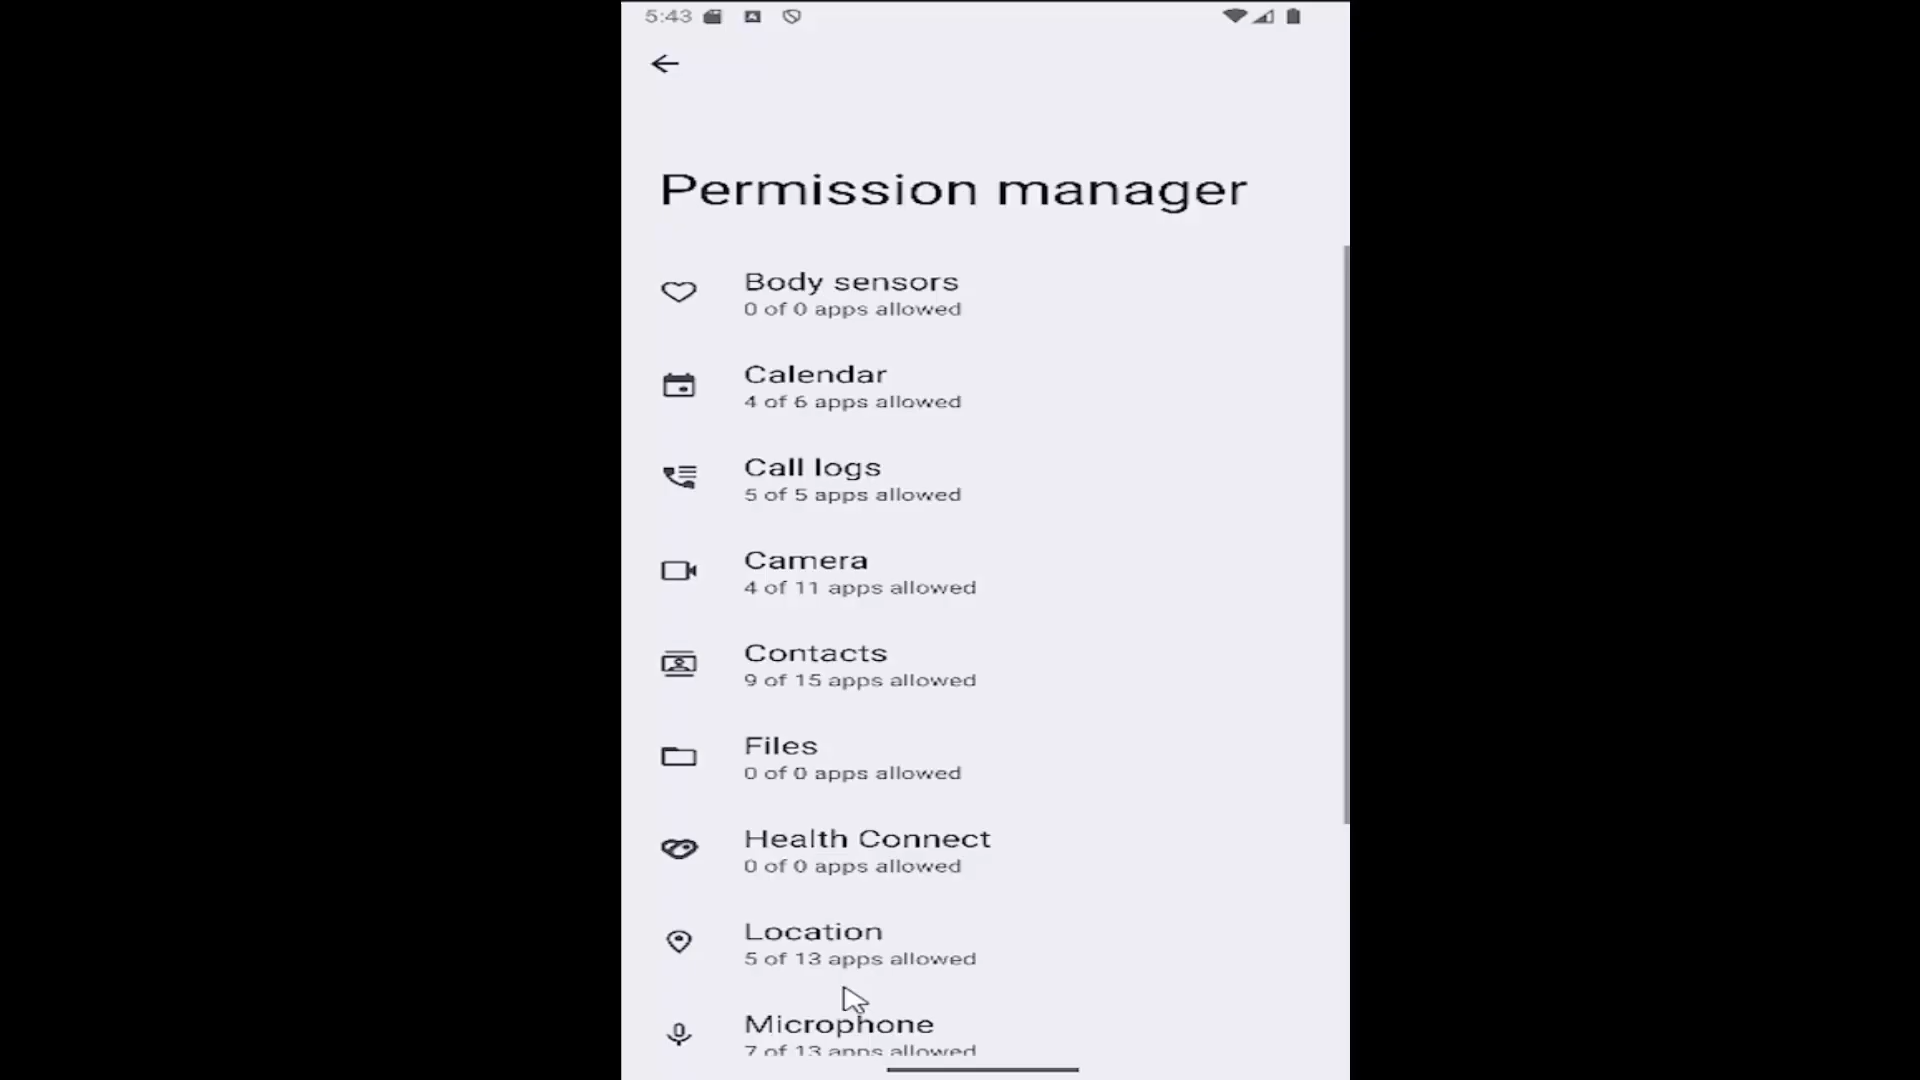 5:43
Permission manager
Body sensors
0 of 0 apps allowed
Calendar
4 of 6 apps allowed
Call logs
5 of 5 apps allowed
Camera
4 of 11 apps allowed
Contacts
9 of 15 apps allowed
Files
0 of 0 apps allowed
Health Connect
0 of 0 apps allowed
Location
5 of 13 apps allowed
Microphone
7 of 13 apps allowed